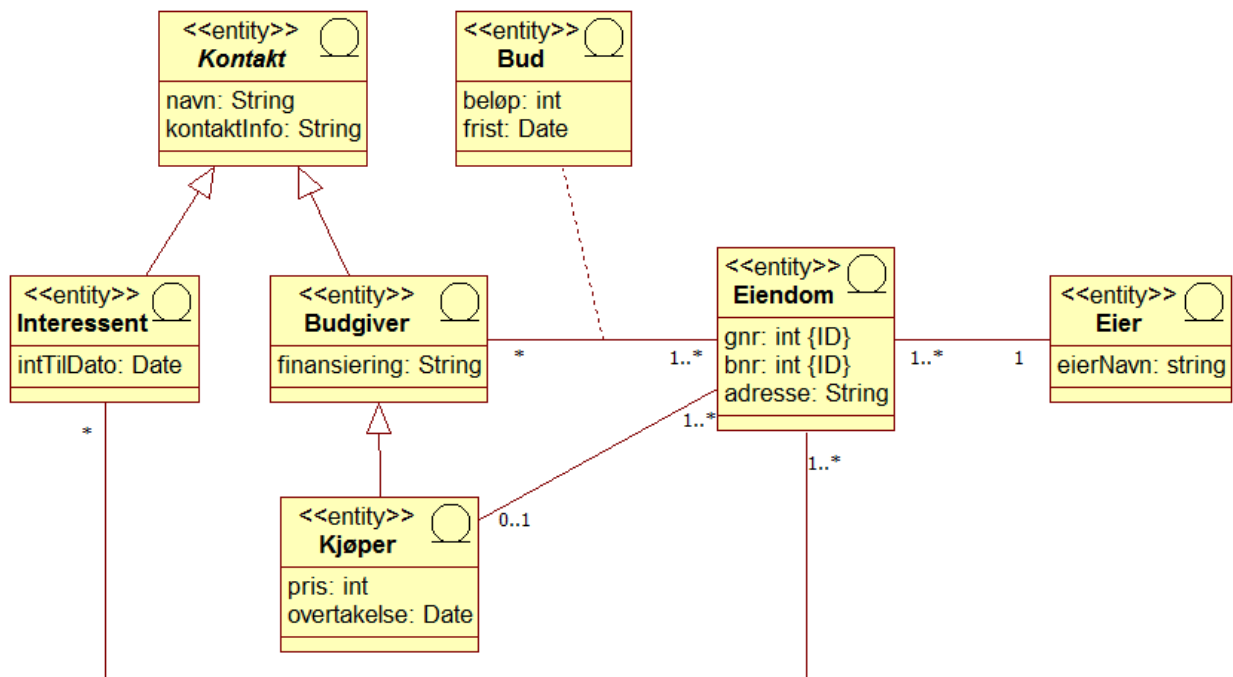 <<entity>>
Kontakt
navn: String
kontaktInfo: String
<<entity>>
Bud
beløp: int
frist: Date
<<entity>>
Interessent
intTilDato: Date
*
<<entity>>
Budgiver
finansiering: String
*
1..*
<<entity>>
Eiendom
gnr: int {ID}
bnr: int {ID}
adresse: String
1..*
1
1..*
1..*
<<entity>>
Eier
eierNavn: string
<<entity>>
Kjøper
pris: int
overtakelse: Date
0..1